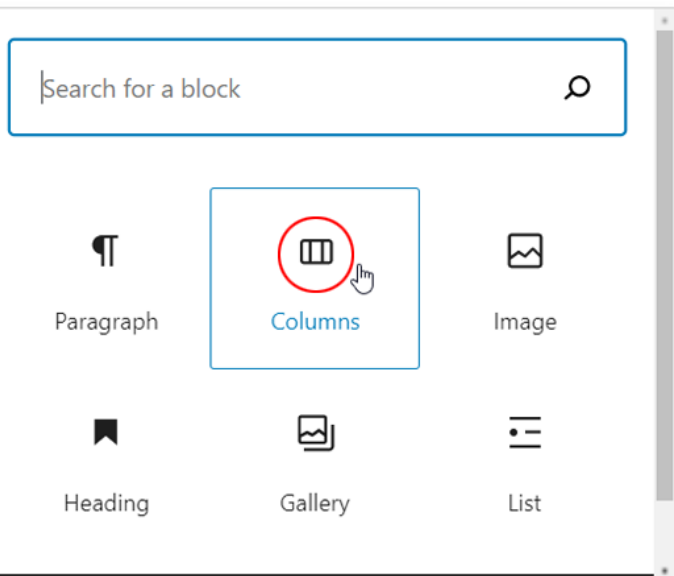 Search for a block
Paragraph
Columns
Image
Heading
Gallery
List